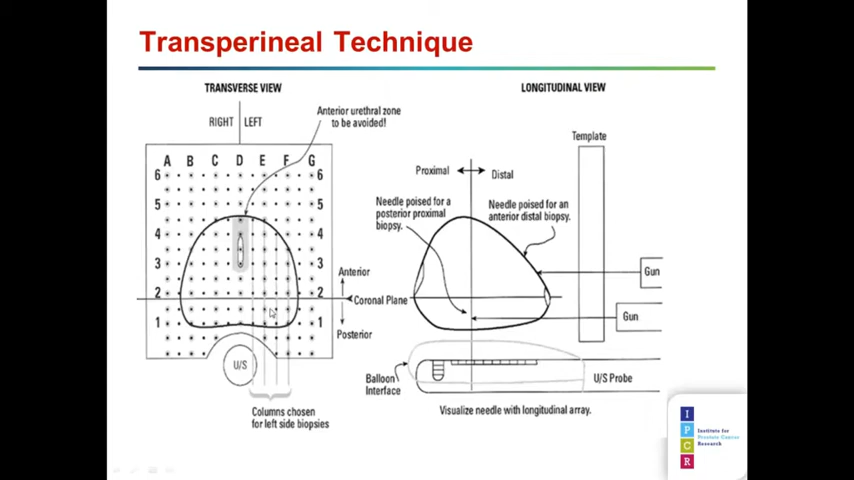 Transperineal Technique
TRANSVERSE VIEW
LONGITUDINAL VIEW
Anterior urethral zone
to be avoided!
RIGHT
LEFT
A B C D E F G
6 6
5 5
4 4
3 3
2 2
1 1
Anterior
Coronal Plane
Posterior
U/S
Columns chosen
for left side biopsies
Template
Proximal
Distal
Needle poised for a
posterior proximal
biopsy.
Needle poised for an
anterior distal biopsy.
Gun
Gun
Balloon
Interface
U/S Probe
Visualize needle with longitudinal array.
I
P
C
R
Institute for
Prostate Cancer
Research